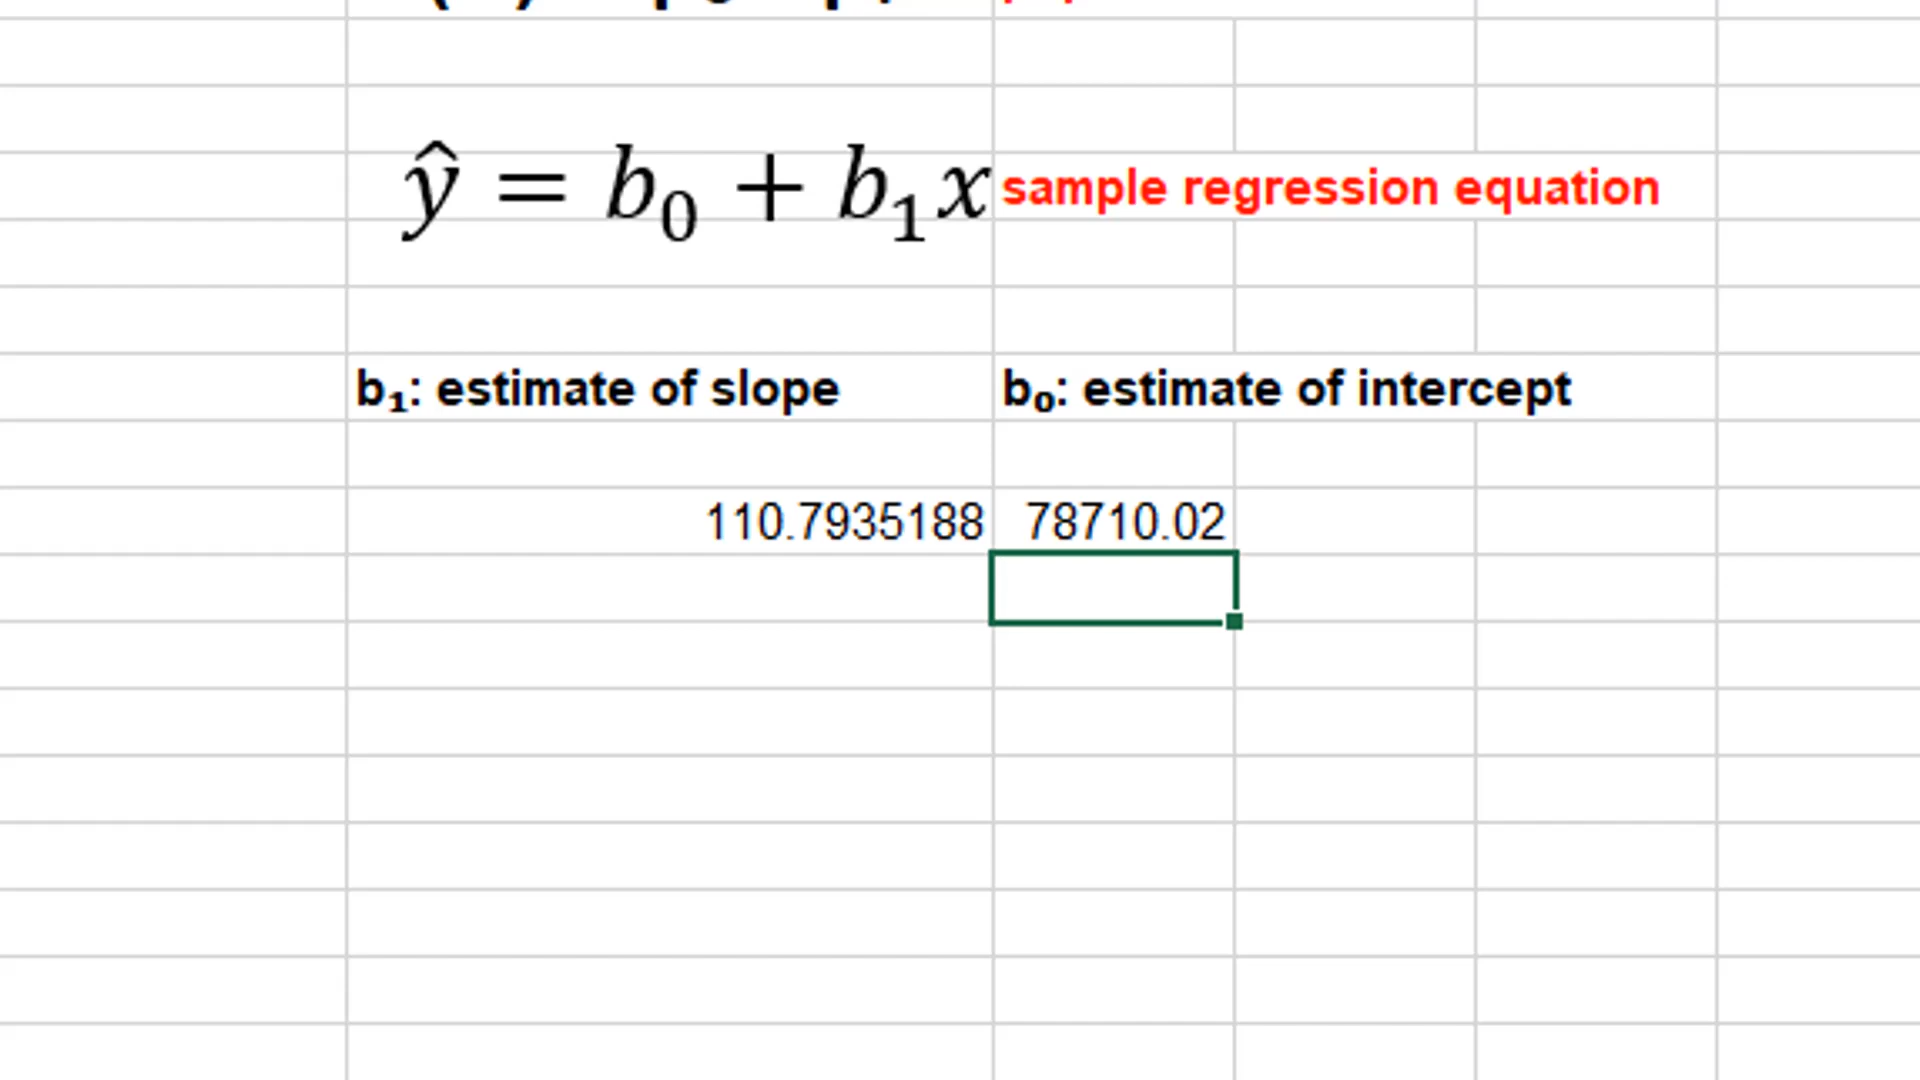 ŷ = b₀ + b₁x sample regression equation
b₁: estimate of slope b₀: estimate of intercept
110.7935188 78710.02